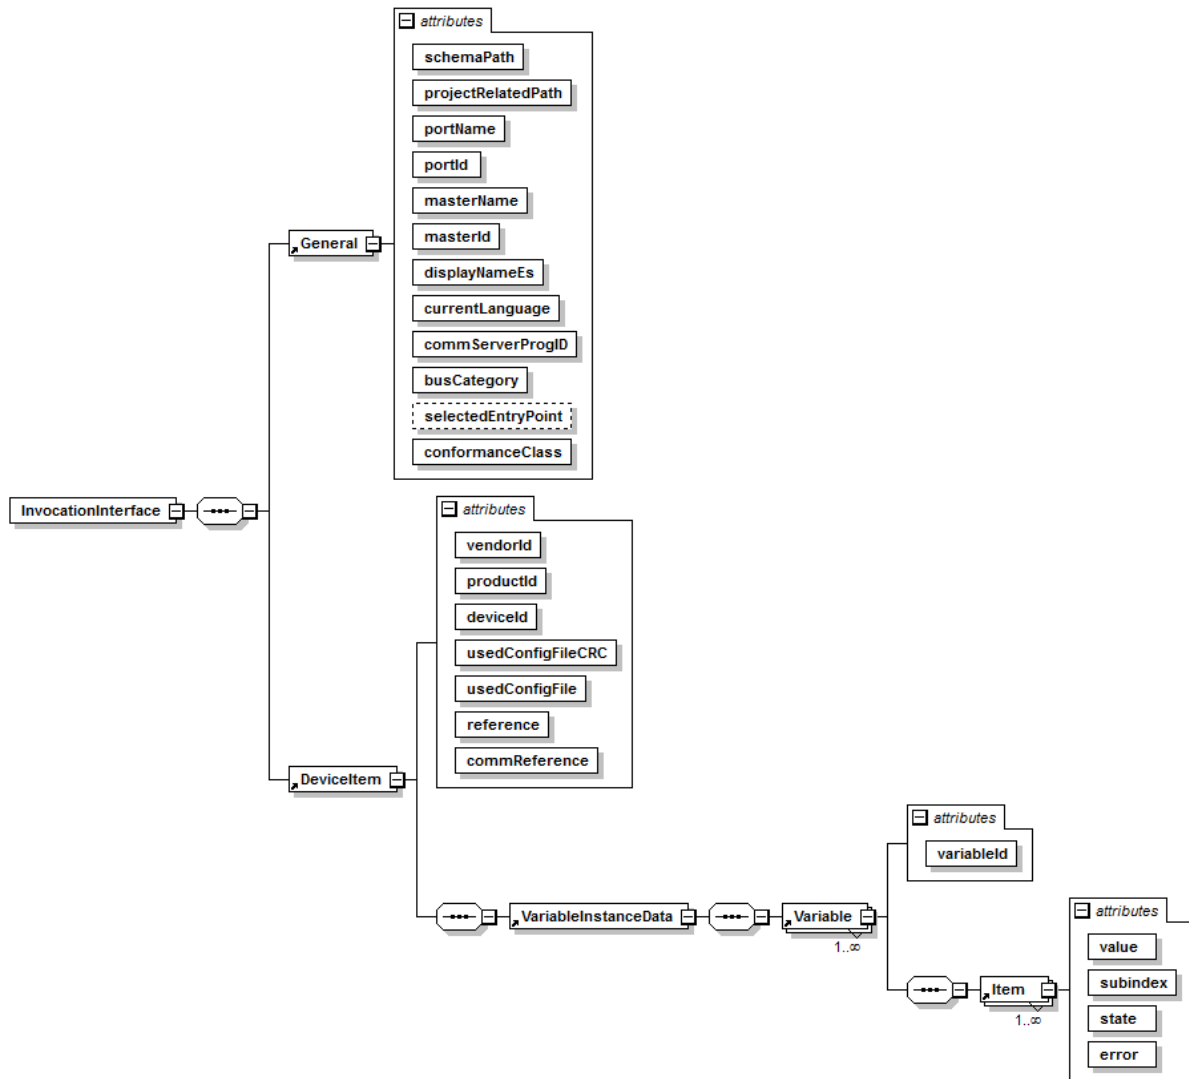 attributes
schemaPath
projectRelatedPath
portName
portId
masterName
General
masterId
displayNameEs
currentLanguage
commServerProgID
busCategory
selectedEntryPoint
conformanceClass
InvocationInterface
attributes
vendorId
productId
deviceId
usedConfigFileCRC
usedConfigFile
reference
commReference
DeviceItem
attributes
variableId
VariableInstanceData
Variable
1..∞
attributes
value
subindex
state
error
Item
1..∞